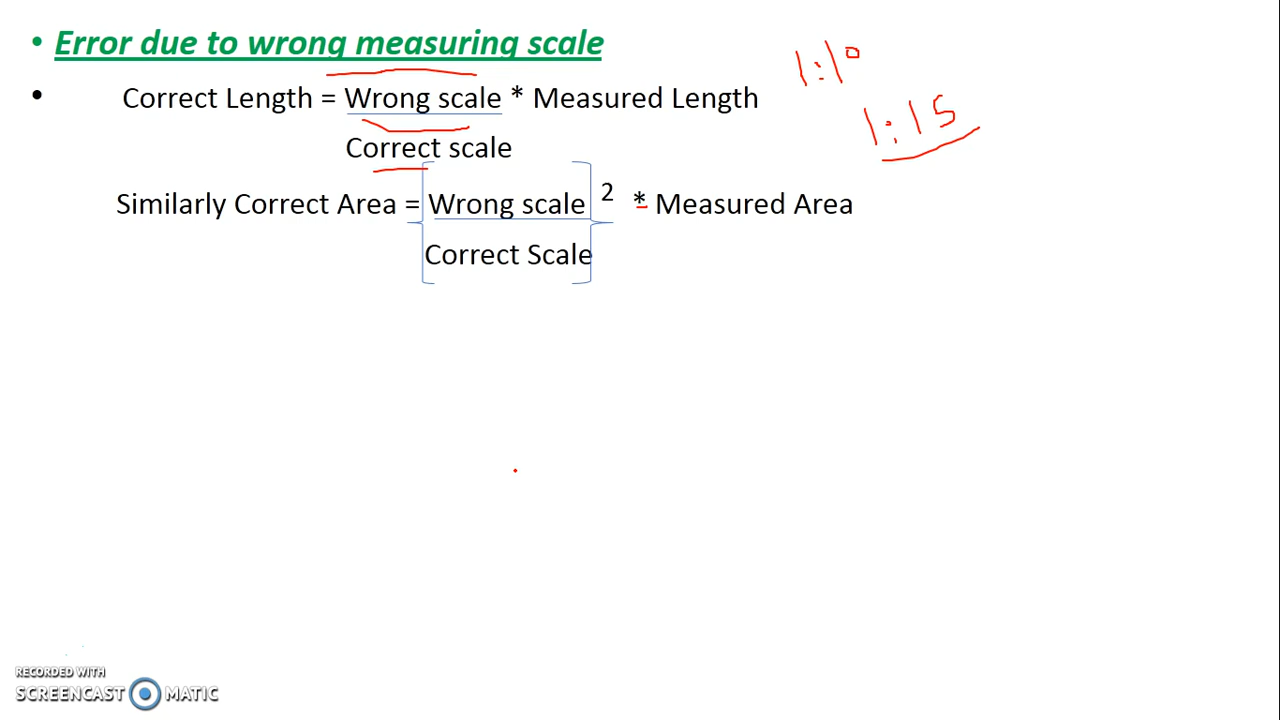 • Error due to wrong measuring scale
1:10
• Correct Length = Wrong scale * Measured Length
1:15
Correct scale
Similarly Correct Area = Wrong scale 2 * Measured Area
Correct Scale
RECORDED WITH
SCREENCAST MATIC